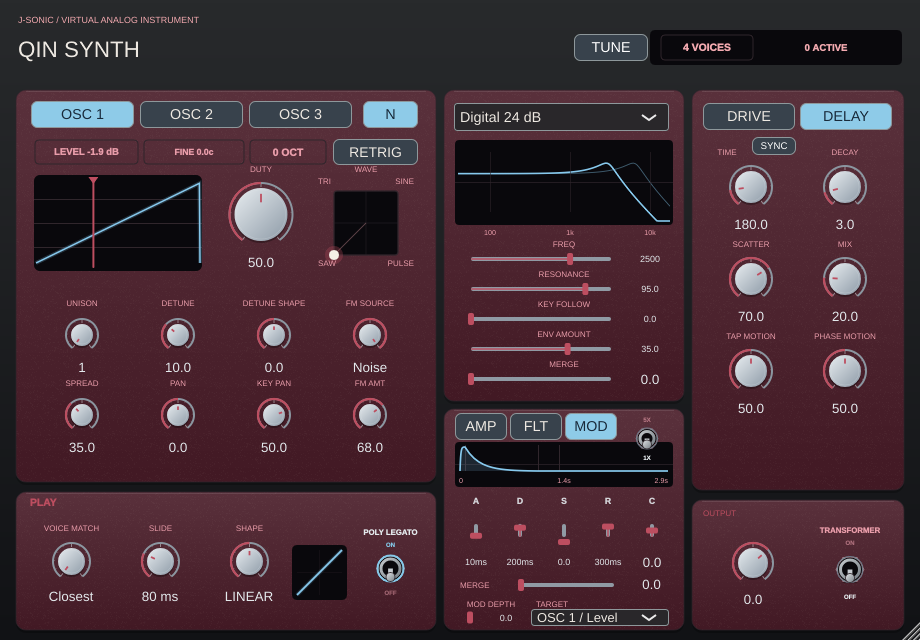 J-SONIC / VIRTUAL ANALOG INSTRUMENT
QIN SYNTH
TUNE
4 VOICES
0 ACTIVE
OSC 1
OSC 2
OSC 3
N
LEVEL -1.9 dB
FINE 0.0c
0 OCT
RETRIG
DUTY
WAVE
TRI
SINE
SAW
PULSE
50.0
UNISON
DETUNE
DETUNE SHAPE
FM SOURCE
1
10.0
0.0
Noise
SPREAD
PAN
KEY PAN
FM AMT
35.0
0.0
50.0
68.0
PLAY
VOICE MATCH
SLIDE
SHAPE
POLY LEGATO
ON
OFF
Closest
80 ms
LINEAR
Digital 24 dB
100
1k
10k
FREQ
2500
RESONANCE
95.0
KEY FOLLOW
0.0
ENV AMOUNT
35.0
MERGE
0.0
AMP
FLT
MOD
5X
1X
0
1.4s
2.9s
A
D
S
R
C
10ms
200ms
0.0
300ms
0.0
MERGE
0.0
MOD DEPTH
TARGET
0.0
OSC 1 / Level
DRIVE
DELAY
SYNC
TIME
DECAY
180.0
3.0
SCATTER
MIX
70.0
20.0
TAP MOTION
PHASE MOTION
50.0
50.0
OUTPUT
TRANSFORMER
ON
OFF
0.0